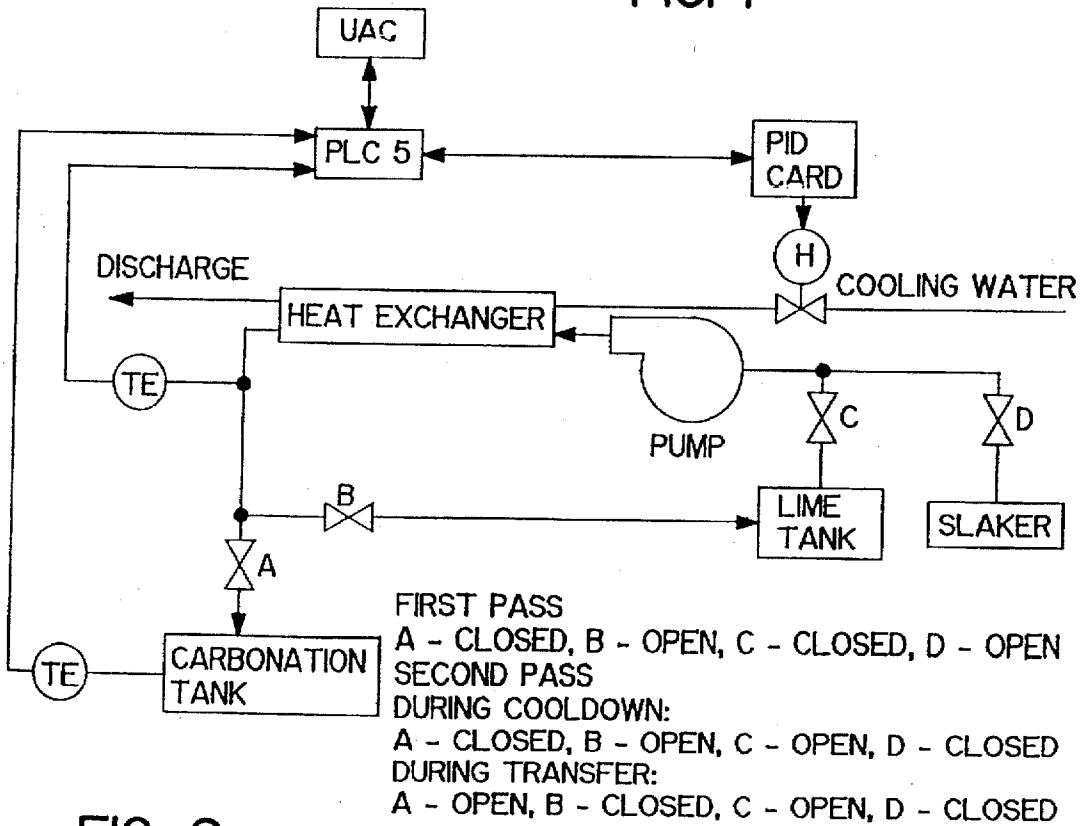 UAC
PLC 5
PID
CARD
H
DISCHARGE
COOLING WATER
HEAT EXCHANGER
TE
PUMP
C
D
B
LIME
TANK
SLAKER
A
CARBONATION
TANK
TE
FIRST PASS
A - CLOSED, B - OPEN, C - CLOSED, D - OPEN
SECOND PASS
DURING COOLDOWN:
A - CLOSED, B - OPEN, C - OPEN, D - CLOSED
DURING TRANSFER:
A - OPEN, B - CLOSED, C - OPEN, D - CLOSED